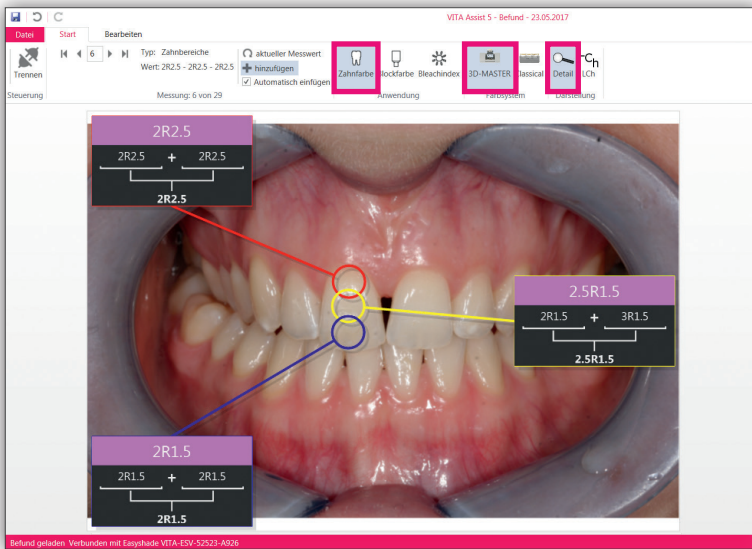 VITA Assist 5 - Befund - 23.05.2017
Datei Start Bearbeiten
6
Typ: Zahnbereiche
Wert: 2R2.5 - 2R2.5 - 2R2.5
aktueller Messwert
hinzufügen
Automatisch einfügen
Trennen
Zahnfarbe
Blockfarbe
Bleachindex
3D-MASTER
Classical
Detail
LCh
Steuerung
Messung: 6 von 29
Anwendung
Farbsystem
Darstellung
2R2.5
2R2.5 + 2R2.5
2R2.5
2.5R1.5
2R1.5 + 3R1.5
2.5R1.5
2R1.5
2R1.5 + 2R1.5
2R1.5
Befund geladen Verbunden mit Easyshade VITA-ESV-52523-A926